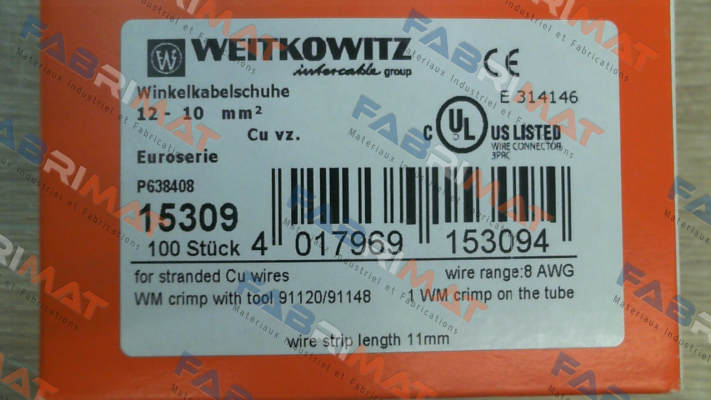 WEITKOWITZ
intercable group
CE
Winkelkabelschuhe
E 314146
12 - 10 mm²
Cu vz.
C UL US LISTED
WIRE CONNECTOR
3PAC
Euroserie
P638408
15309
100 Stück
4 017969 153094
for stranded Cu wires
wire range:8 AWG
WM crimp with tool 91120/91148
1 WM crimp on the tube
wire strip length 11mm
FABRIMAT
Materiaux Industriel et Fabrications